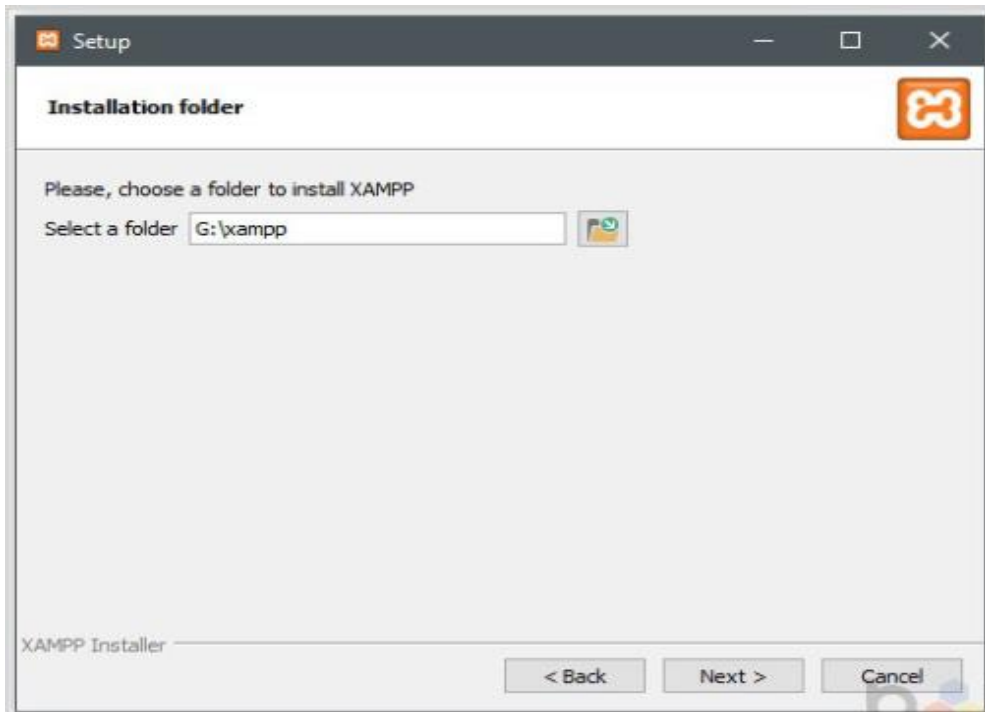 Setup
Installation folder
Please, choose a folder to install XAMPP
Select a folder G:\xampp
XAMPP Installer
< Back Next > Cancel